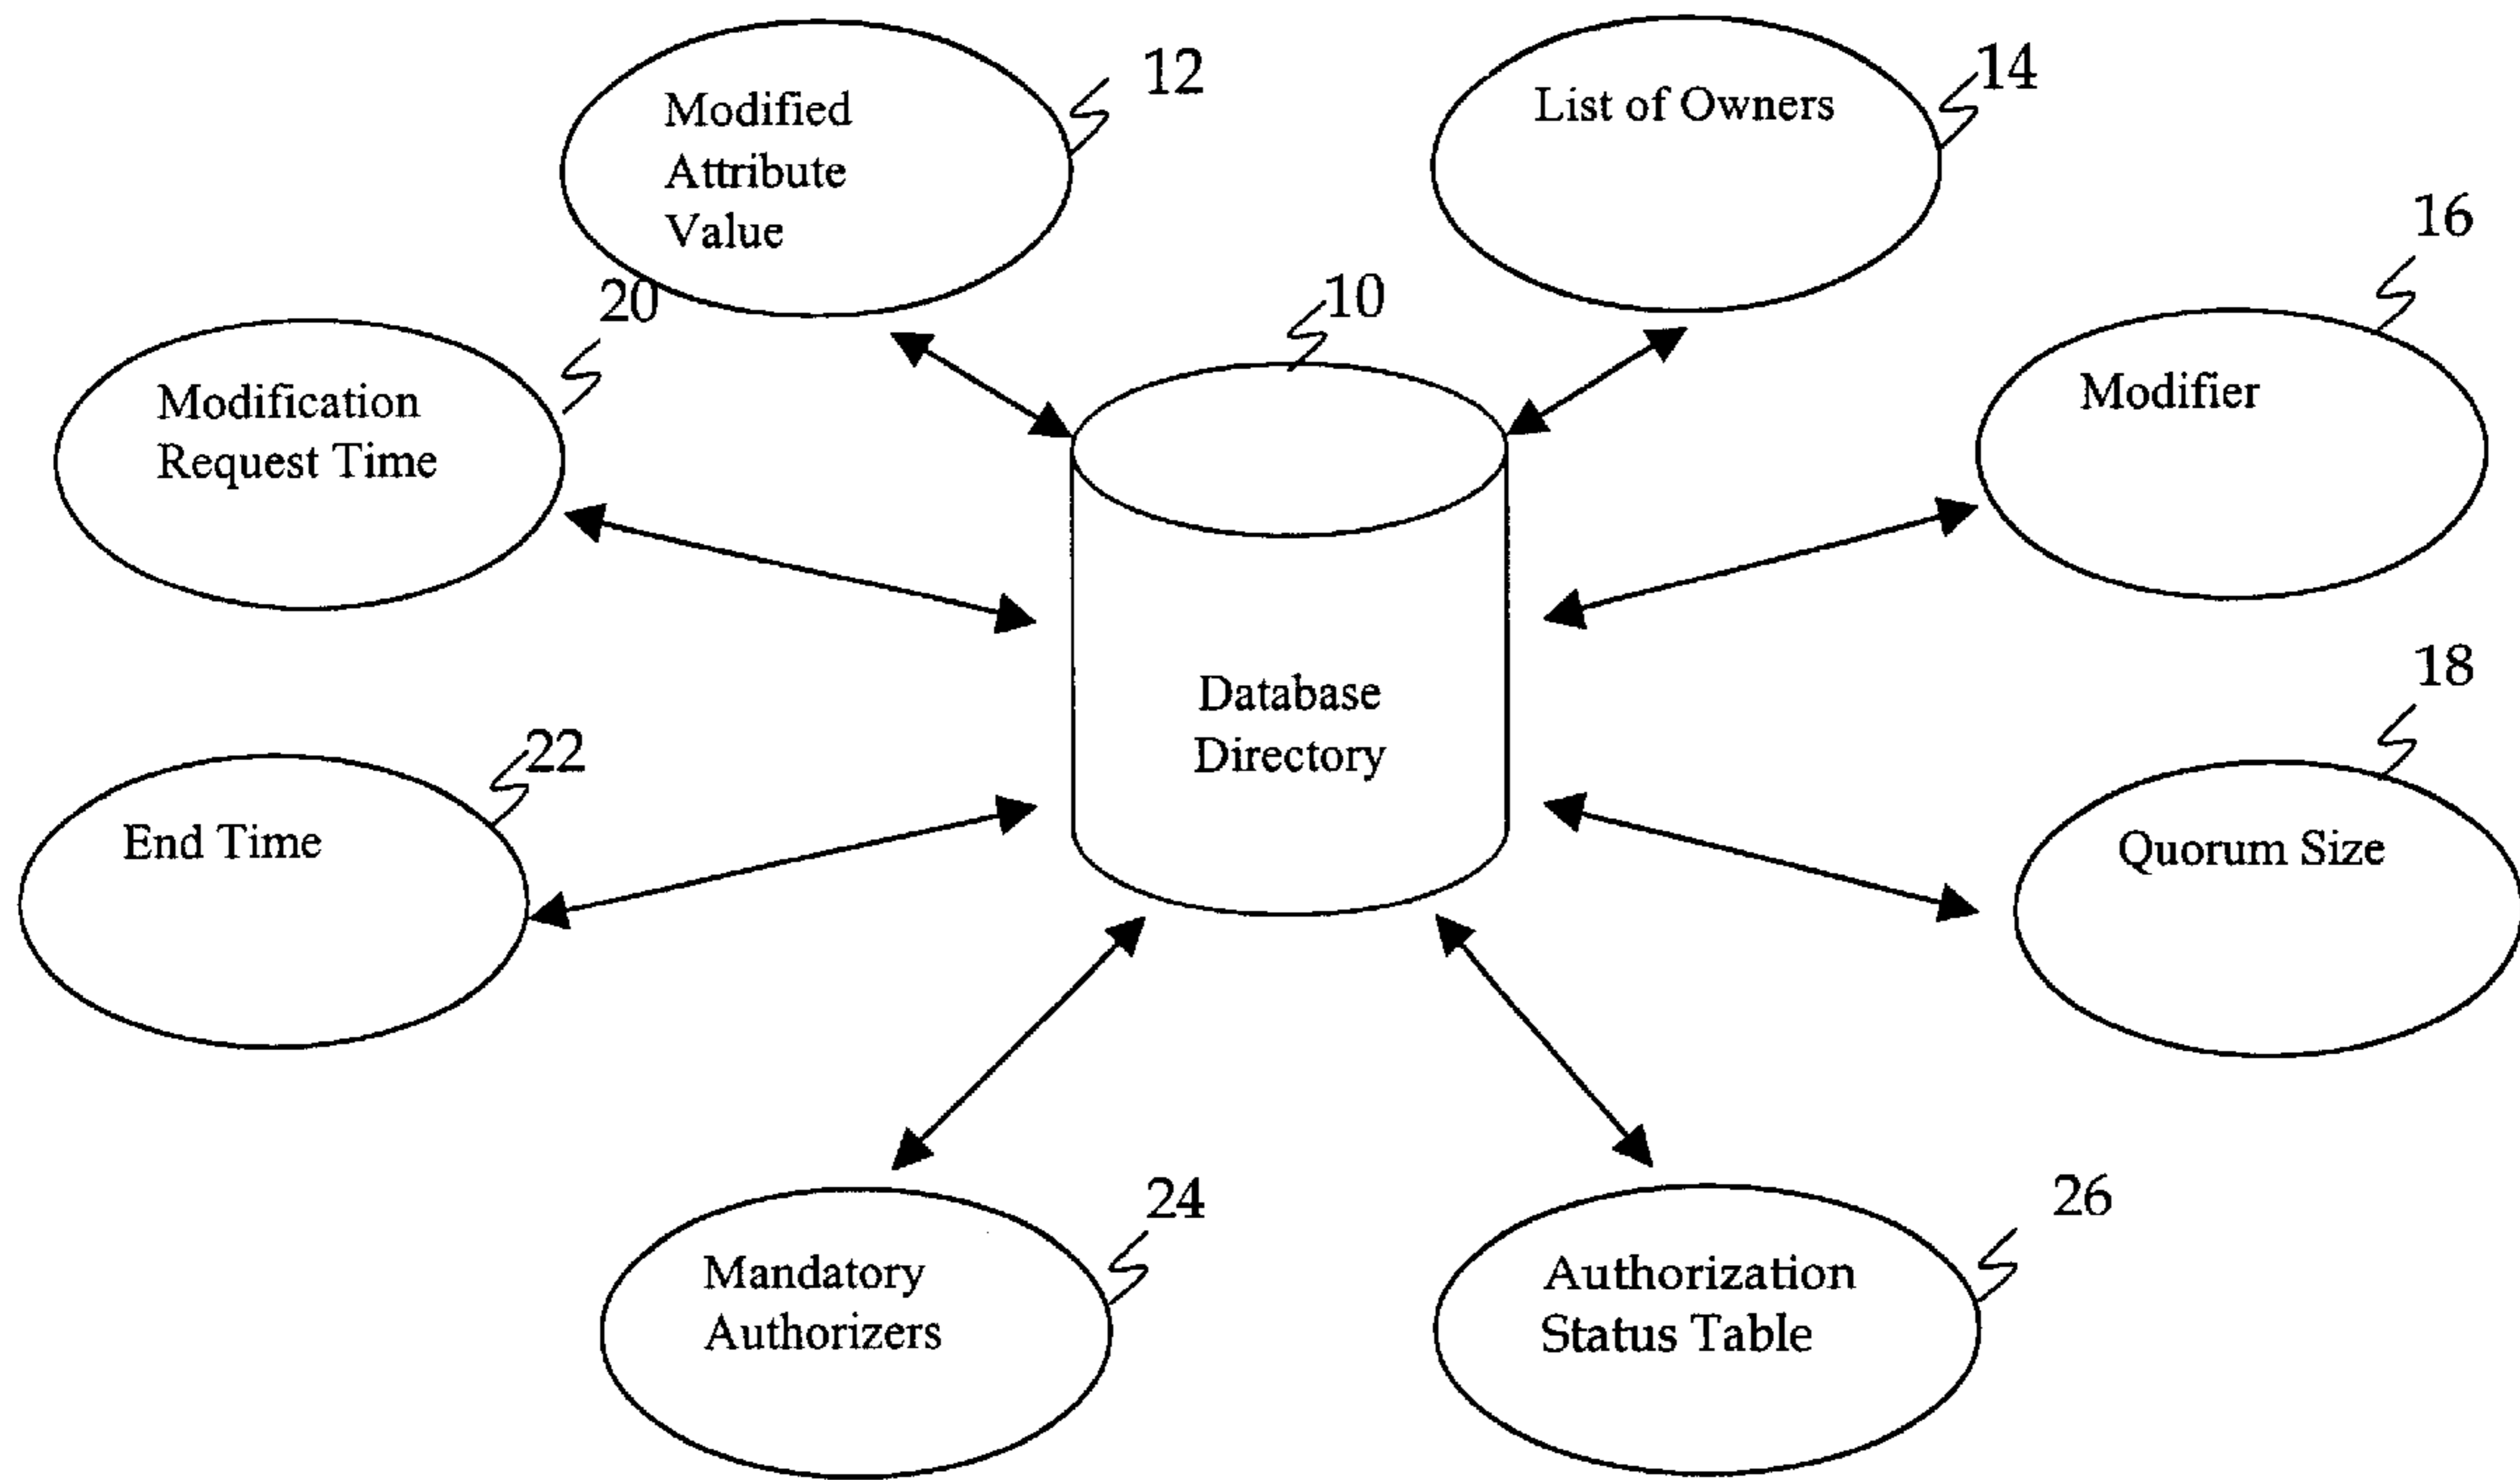 12
Modified
Attribute
Value
14
List of Owners
16
Modifier
20
Modification
Request Time
10
Database
Directory
18
Quorum Size
22
End Time
24
Mandatory
Authorizers
26
Authorization
Status Table